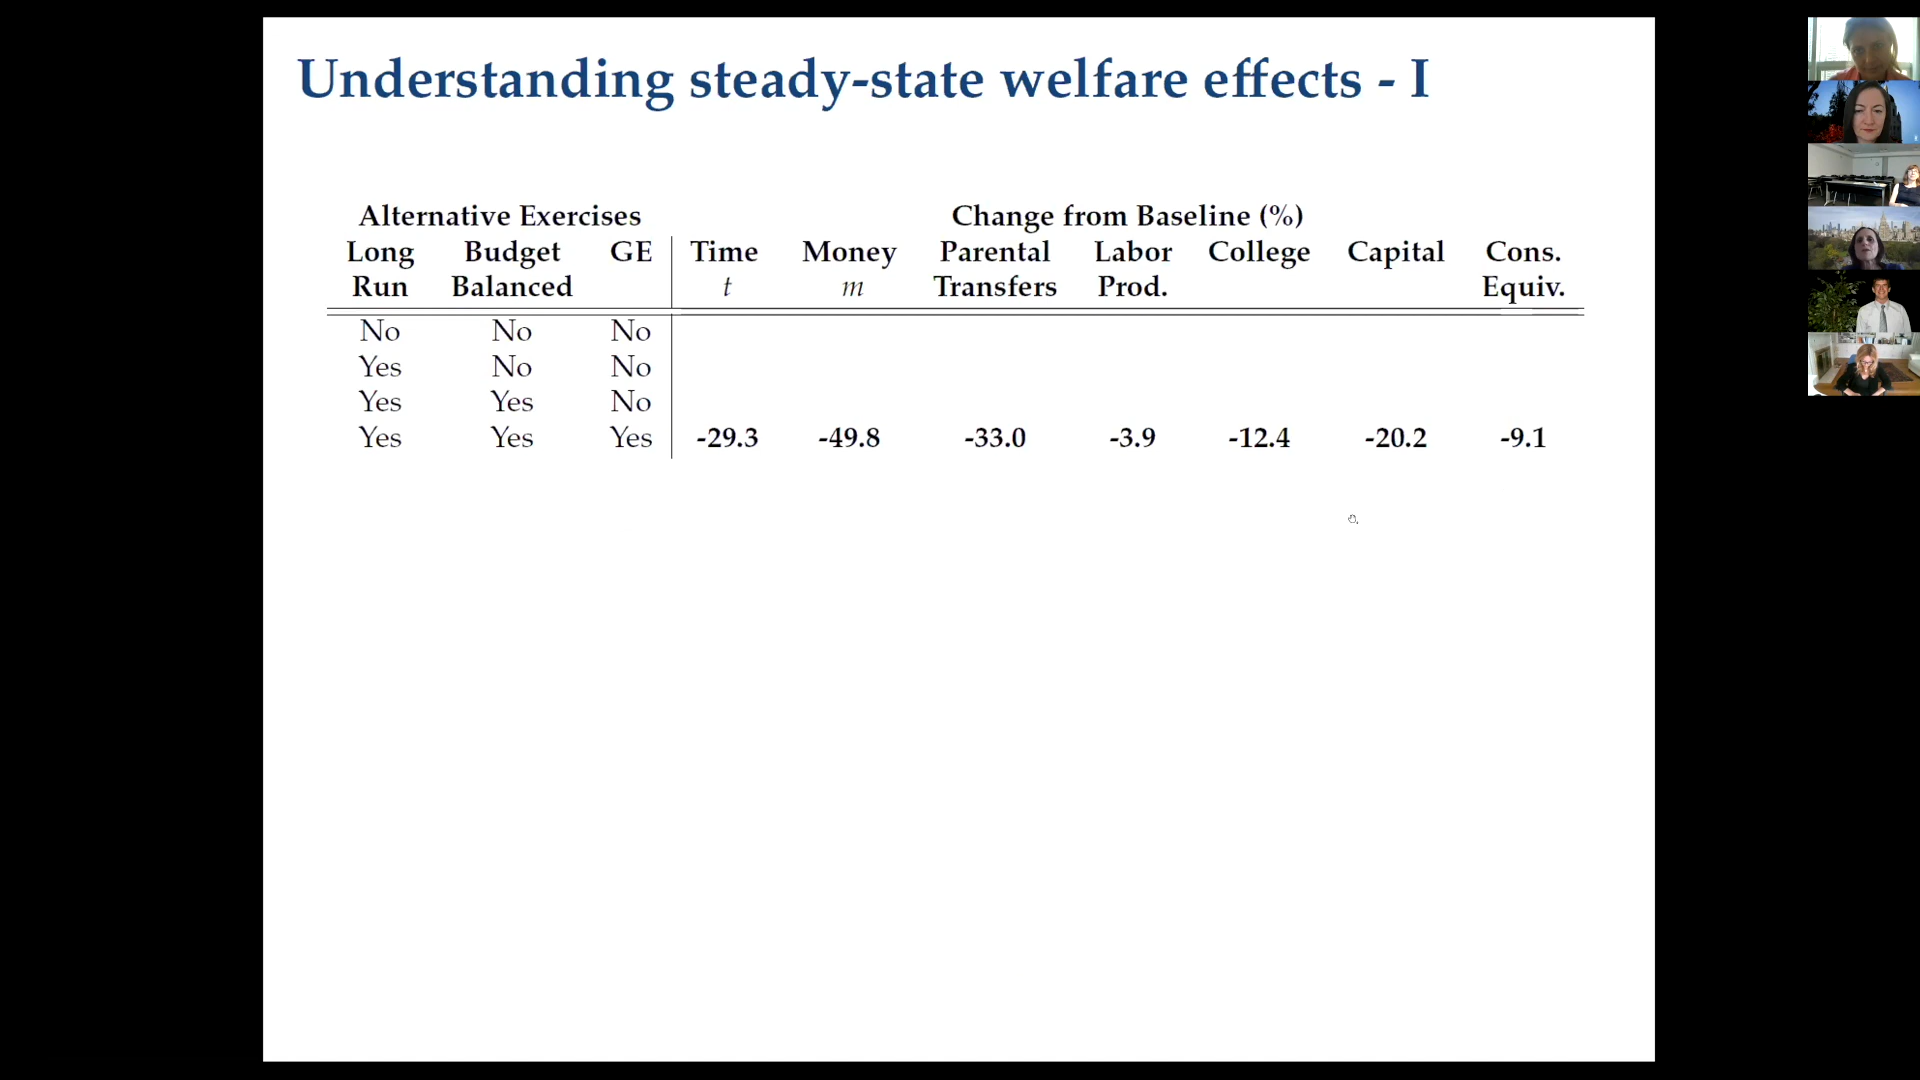 Understanding steady-state welfare effects - I
Alternative Exercises Change from Baseline (%)
Long Budget GE Time Money Parental Labor College Capital Cons.
Run Balanced t m Transfers Prod. Equiv.
No No No
Yes No No
Yes Yes No
Yes Yes Yes -29.3 -49.8 -33.0 -3.9 -12.4 -20.2 -9.1